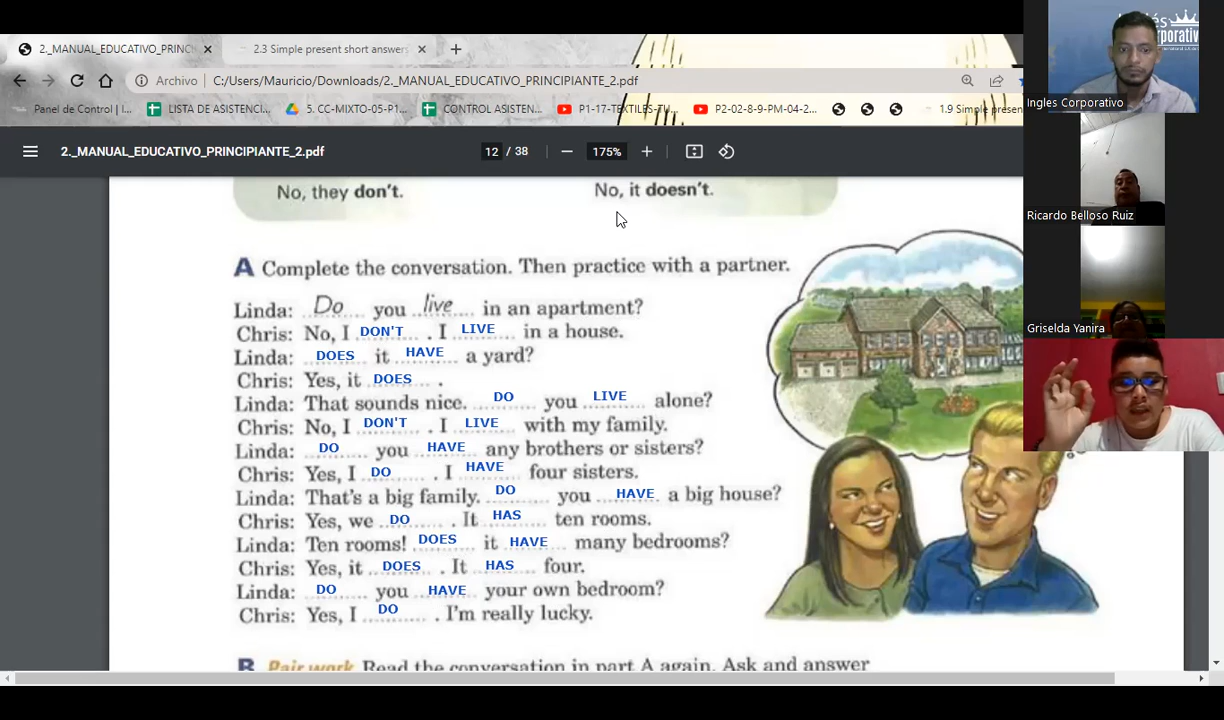 2._MANUAL_EDUCATIVO_PRINCI
2.3 Simple present short answers
Archivo
C:/Users/Mauricio/Downloads/2._MANUAL_EDUCATIVO_PRINCIPIANTE_2.pdf
Panel de Control | I...
LISTA DE ASISTENCI...
5. CC-MIXTO-05-P1...
CONTROL ASISTEN...
P1-17-TEXTILES-TU...
P2-02-8-9-PM-04-2...
1.9 Simple presen
2._MANUAL_EDUCATIVO_PRINCIPIANTE_2.pdf
12 / 38
175%
No, they don't.
No, it doesn't.
A Complete the conversation. Then practice with a partner.
Linda: Do you live in an apartment?
Chris: No, I DON'T . I LIVE in a house.
Linda: DOES it HAVE a yard?
Chris: Yes, it DOES .
Linda: That sounds nice. DO you LIVE alone?
Chris: No, I DON'T . I LIVE with my family.
Linda: DO you HAVE any brothers or sisters?
Chris: Yes, I DO . I HAVE four sisters.
Linda: That's a big family. DO you HAVE a big house?
Chris: Yes, we DO . It HAS ten rooms.
Linda: Ten rooms! DOES it HAVE many bedrooms?
Chris: Yes, it DOES . It HAS four.
Linda: DO you HAVE your own bedroom?
Chris: Yes, I DO . I'm really lucky.
B Pair work Read the conversation in part A again. Ask and answer
Ingles Corporativo
Ricardo Belloso Ruiz
Griselda Yanira